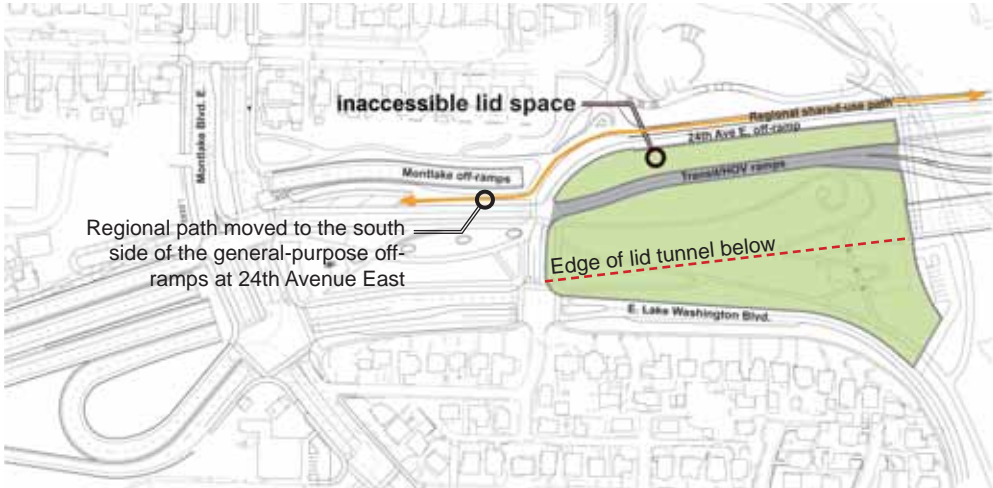 Montlake Blvd. E
inaccessible lid space
Regional shared-use path
24th Ave E. off-ramp
Montlake off-ramps
Transit/HOV ramps
Regional path moved to the south
side of the general-purpose off-
ramps at 24th Avenue East
Edge of lid tunnel below
E. Lake Washington Blvd.